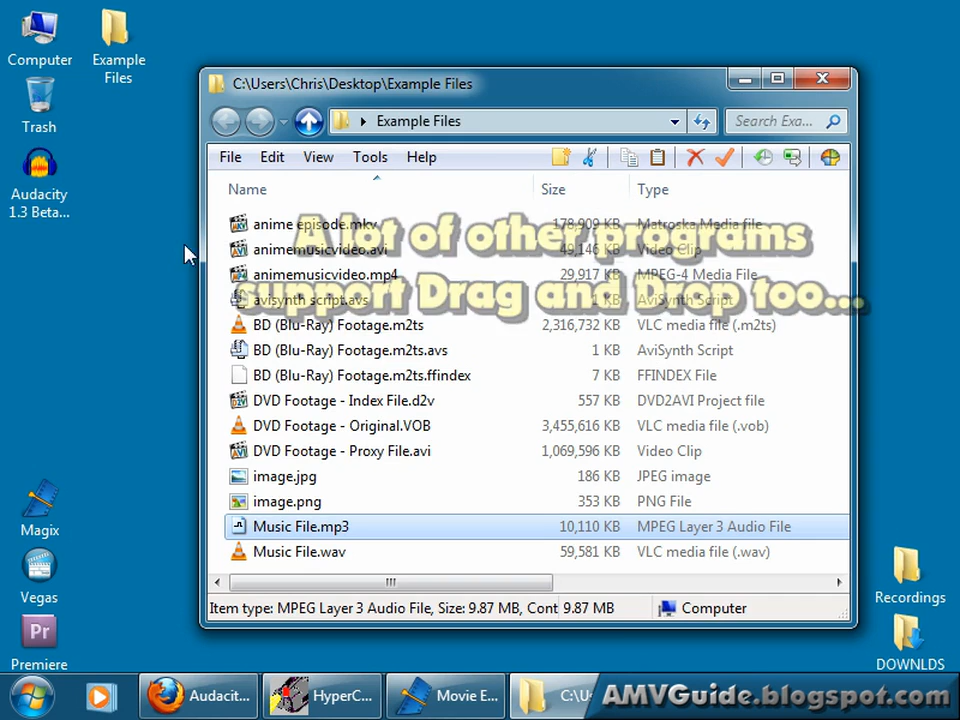 Computer
Example Files
Trash
Audacity 1.3 Beta...
Magix
Vegas
Premiere
Recordings
DOWNLDS
C:\Users\Chris\Desktop\Example Files
Example Files
Search Exa...
File Edit View Tools Help
Name Size Type
anime episode.mkv 178,909 KB Matroska Media file
animemusicvideo.avi 49,146 KB Video Clip
animemusicvideo.mp4 29,917 KB MPEG-4 Media File
avisynth script.avs 1 KB AviSynth Script
BD (Blu-Ray) Footage.m2ts 2,316,732 KB VLC media file (.m2ts)
BD (Blu-Ray) Footage.m2ts.avs 1 KB AviSynth Script
BD (Blu-Ray) Footage.m2ts.ffindex 7 KB FFINDEX File
DVD Footage - Index File.d2v 557 KB DVD2AVI Project file
DVD Footage - Original.VOB 3,455,616 KB VLC media file (.vob)
DVD Footage - Proxy File.avi 1,069,596 KB Video Clip
image.jpg 186 KB JPEG image
image.png 353 KB PNG File
Music File.mp3 10,110 KB MPEG Layer 3 Audio File
Music File.wav 59,581 KB VLC media file (.wav)
A lot of other programs
support Drag and Drop too...
Item type: MPEG Layer 3 Audio File, Size: 9.87 MB, Cont 9.87 MB Computer
Audacit... HyperC... Movie E... C:\Us
AMVGuide.blogspot.com